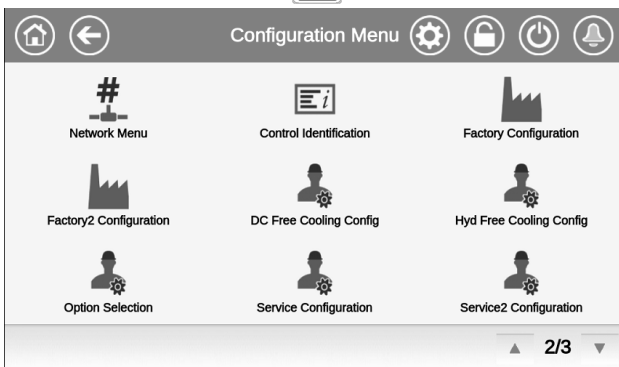 Configuration Menu
# 
Network Menu
i
Control Identification
Factory Configuration
Factory2 Configuration
DC Free Cooling Config
Hyd Free Cooling Config
Option Selection
Service Configuration
Service2 Configuration
2/3